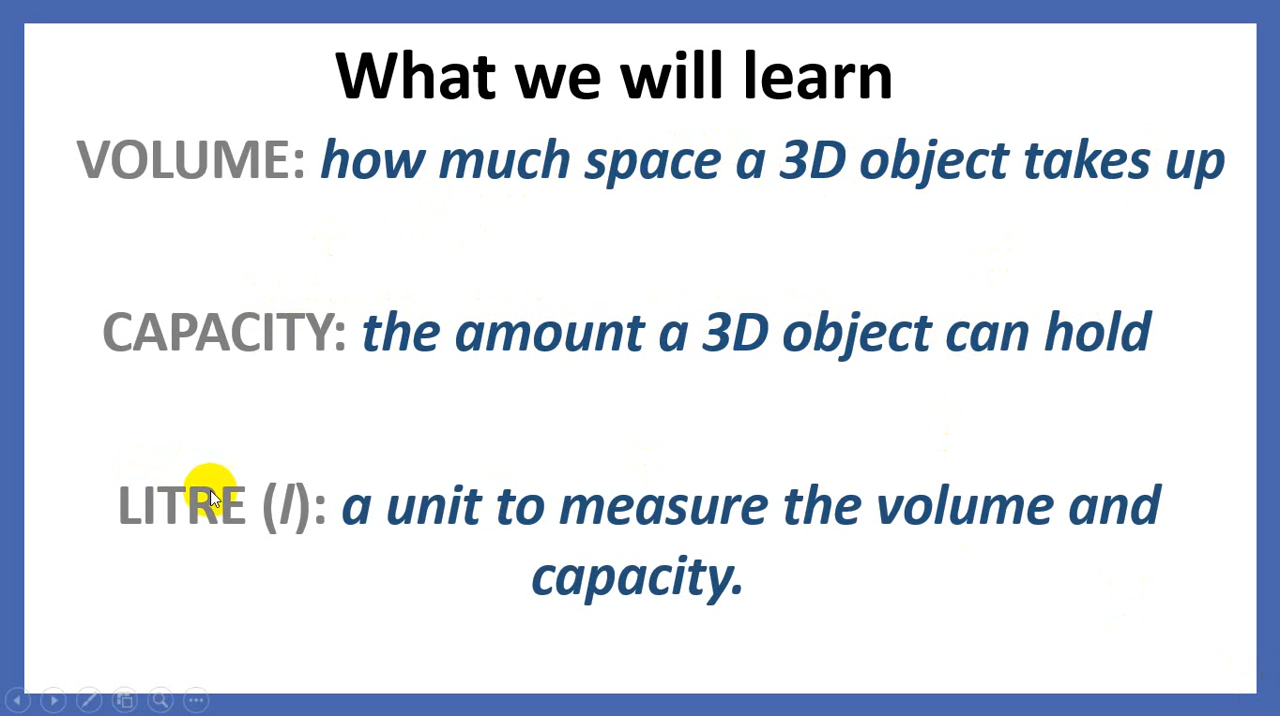 What we will learn
VOLUME: how much space a 3D object takes up
CAPACITY: the amount a 3D object can hold
LITRE (l): a unit to measure the volume and
capacity.